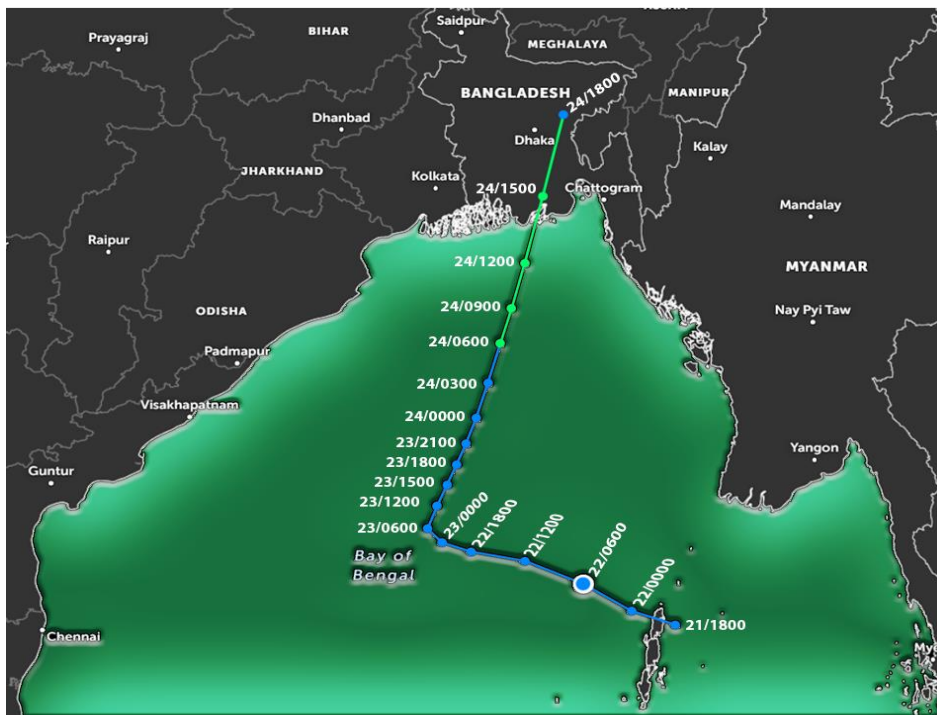 Saidpur
BIHAR
Prayagraj
MEGHALAYA
BANGLADESH
24/1800
MANIPUR
Dhanbad
Dhaka
Kalay
JHARKHAND
Kolkata
24/1500
Chattogram
Mandalay
Raipur
24/1200
MYANMAR
24/0900
Nay Pyi Taw
ODISHA
24/0600
Padmapur
24/0300
Visakhapatnam
24/0000
23/2100
Yangon
23/1800
Guntur
23/1500
23/1200
23/0600
23/0000
22/1800
22/1200
22/0600
22/0000
Bay of
Bengal
21/1800
Chennai